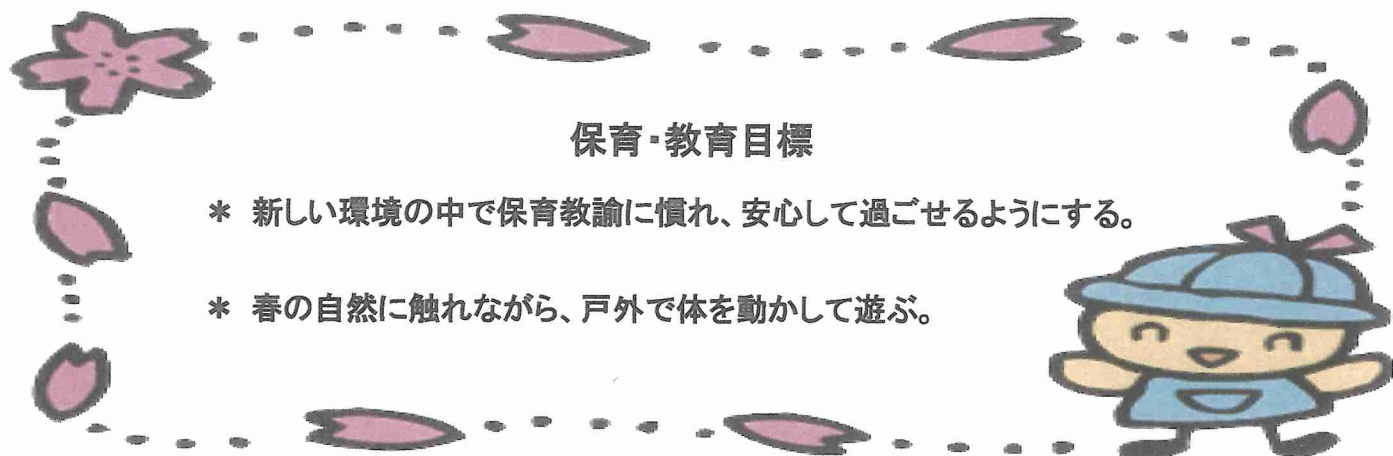 保育・教育目標
＊ 新しい環境の中で保育教諭に慣れ、安心して過ごせるようにする。
＊ 春の自然に触れながら、戸外で体を動かして遊ぶ。